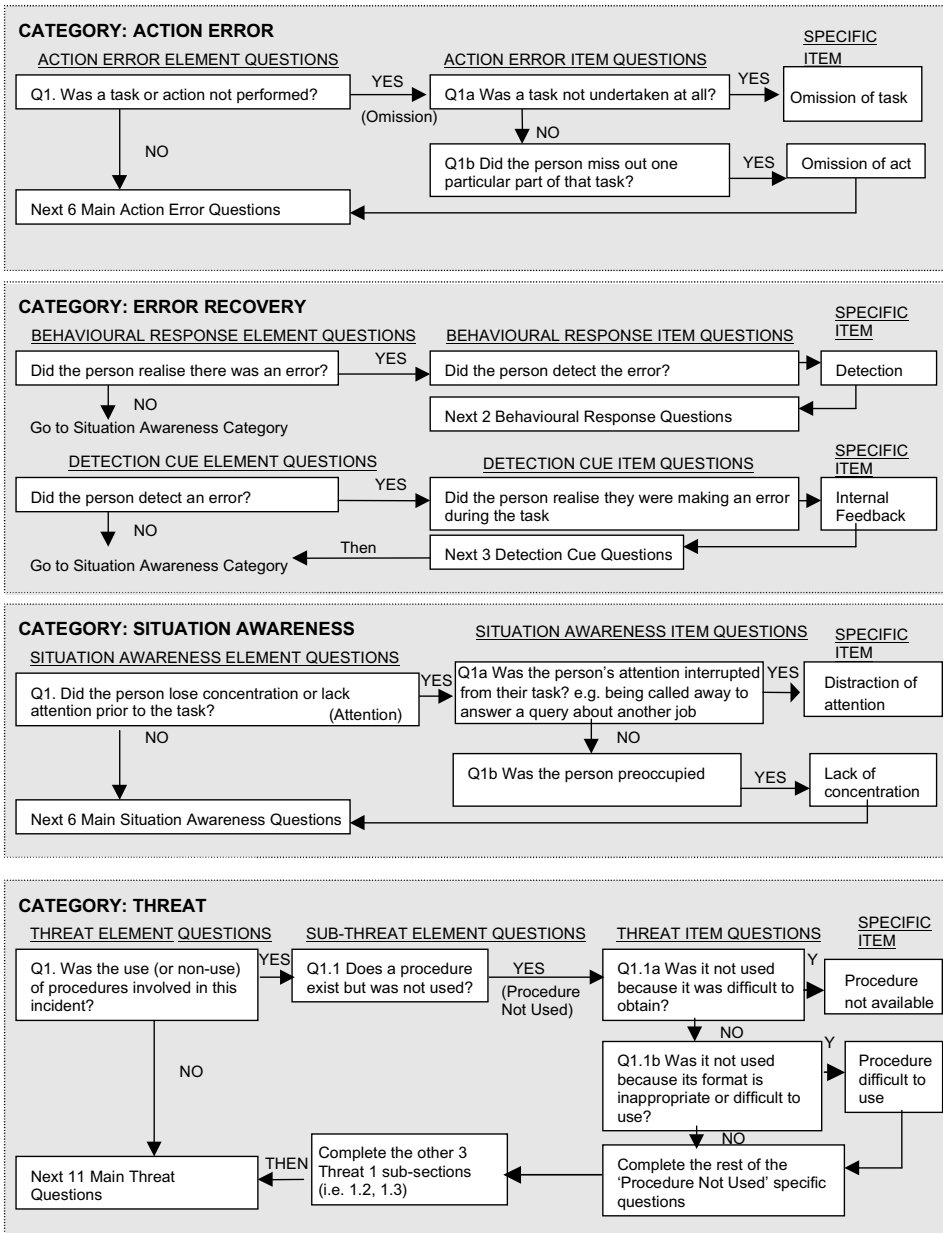 CATEGORY: ACTION ERROR
ACTION ERROR ELEMENT QUESTIONS
ACTION ERROR ITEM QUESTIONS
SPECIFIC
ITEM
Q1. Was a task or action not performed?
YES
(Omission)
Q1a Was a task not undertaken at all?
YES
Omission of task
NO
NO
Q1b Did the person miss out one
particular part of that task?
YES
Omission of act
Next 6 Main Action Error Questions
CATEGORY: ERROR RECOVERY
BEHAVIOURAL RESPONSE ELEMENT QUESTIONS
BEHAVIOURAL RESPONSE ITEM QUESTIONS
SPECIFIC
ITEM
Did the person realise there was an error?
YES
Did the person detect the error?
Detection
NO
Go to Situation Awareness Category
Next 2 Behavioural Response Questions
DETECTION CUE ELEMENT QUESTIONS
DETECTION CUE ITEM QUESTIONS
SPECIFIC
ITEM
Did the person detect an error?
YES
Did the person realise they were making an error
during the task
Internal
Feedback
NO
Go to Situation Awareness Category
Then
Next 3 Detection Cue Questions
CATEGORY: SITUATION AWARENESS
SITUATION AWARENESS ELEMENT QUESTIONS
SITUATION AWARENESS ITEM QUESTIONS
SPECIFIC
ITEM
Q1. Did the person lose concentration or lack
attention prior to the task?
(Attention)
YES
Q1a Was the person's attention interrupted
from their task? e.g. being called away to
answer a query about another job
YES
Distraction of
attention
NO
NO
Q1b Was the person preoccupied
YES
Lack of
concentration
Next 6 Main Situation Awareness Questions
CATEGORY: THREAT
THREAT ELEMENT QUESTIONS
SUB-THREAT ELEMENT QUESTIONS
THREAT ITEM QUESTIONS
SPECIFIC
ITEM
Q1. Was the use (or non-use)
of procedures involved in this
incident?
YES
Q1.1 Does a procedure
exist but was not used?
YES
(Procedure
Not Used)
Q1.1a Was it not used
because it was difficult to
obtain?
Y
Procedure
not available
NO
NO
Q1.1b Was it not used
because its format is
inappropriate or difficult to
use?
Y
Procedure
difficult to
use
NO
Next 11 Main Threat
Questions
THEN
Complete the other 3
Threat 1 sub-sections
(i.e. 1.2, 1.3)
Complete the rest of the
'Procedure Not Used' specific
questions